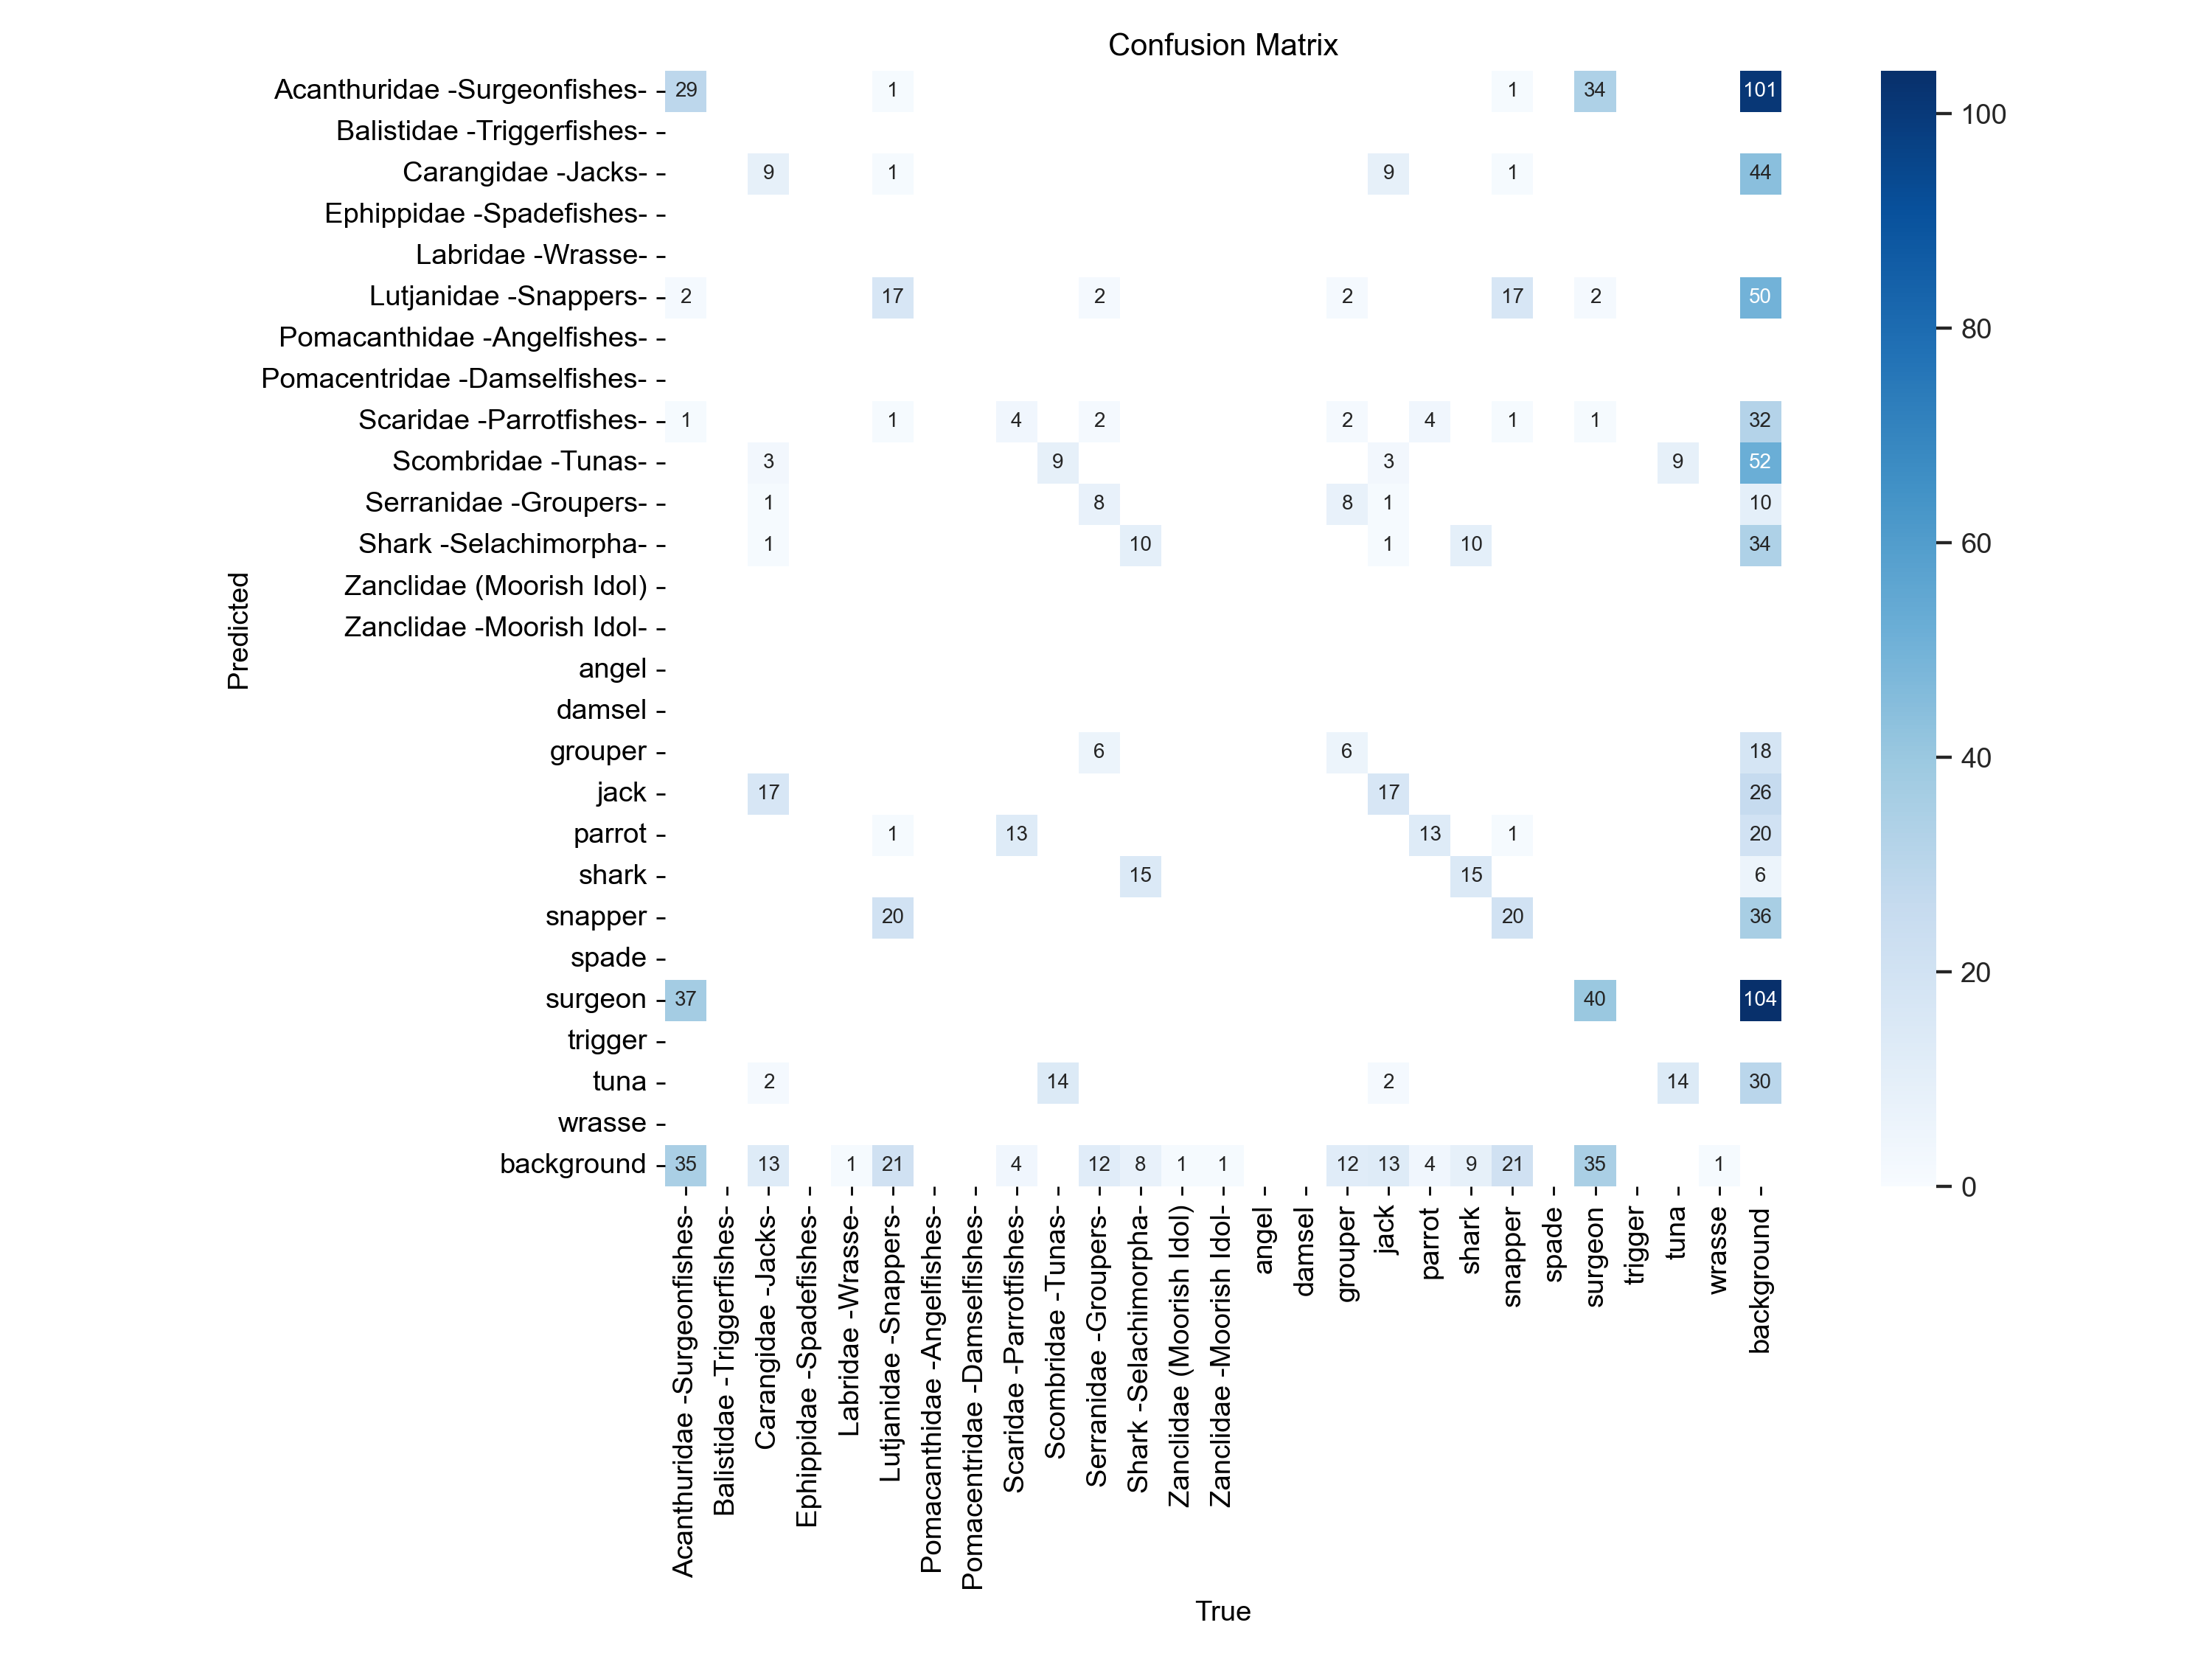 Confusion Matrix
Acanthuridae -Surgeonfishes- 29 1 1 34 101
Balistidae -Triggerfishes-
Carangidae -Jacks- 9 1 9 1 44
Ephippidae -Spadefishes-
Labridae -Wrasse-
Lutjanidae -Snappers- 2 17 2 2 17 2 50
Pomacanthidae -Angelfishes-
Pomacentridae -Damselfishes-
Scaridae -Parrotfishes- 1 1 4 2 2 4 1 1 32
Scombridae -Tunas- 3 9 3 9 52
Serranidae -Groupers- 1 8 8 1 10
Shark -Selachimorpha- 1 10 1 10 34
Zanclidae (Moorish Idol)
Zanclidae -Moorish Idol-
angel
damsel
grouper 6 6 18
jack 17 17 26
parrot 1 13 13 1 20
shark 15 15 6
snapper 20 20 36
spade
surgeon 37 40 104
trigger
tuna 2 14 2 14 30
wrasse
background 35 13 1 21 4 12 8 1 1 12 13 4 9 21 35 1
Predicted
Acanthuridae -Surgeonfishes-
Balistidae -Triggerfishes-
Carangidae -Jacks-
Ephippidae -Spadefishes-
Labridae -Wrasse-
Lutjanidae -Snappers-
Pomacanthidae -Angelfishes-
Pomacentridae -Damselfishes-
Scaridae -Parrotfishes-
Scombridae -Tunas-
Serranidae -Groupers-
Shark -Selachimorpha-
Zanclidae (Moorish Idol)
Zanclidae -Moorish Idol-
angel
damsel
grouper
jack
parrot
shark
snapper
spade
surgeon
trigger
tuna
wrasse
background
True
100
80
60
40
20
0